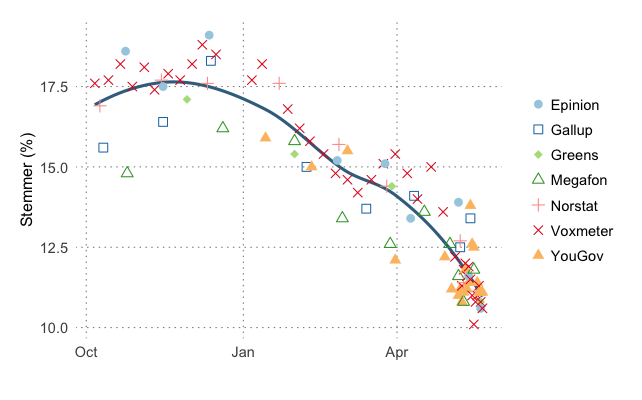 Stemmer (%)
17.5
15.0
12.5
10.0
Oct
Jan
Apr
Epinion
Gallup
Greens
Megafon
Norstat
Voxmeter
YouGov